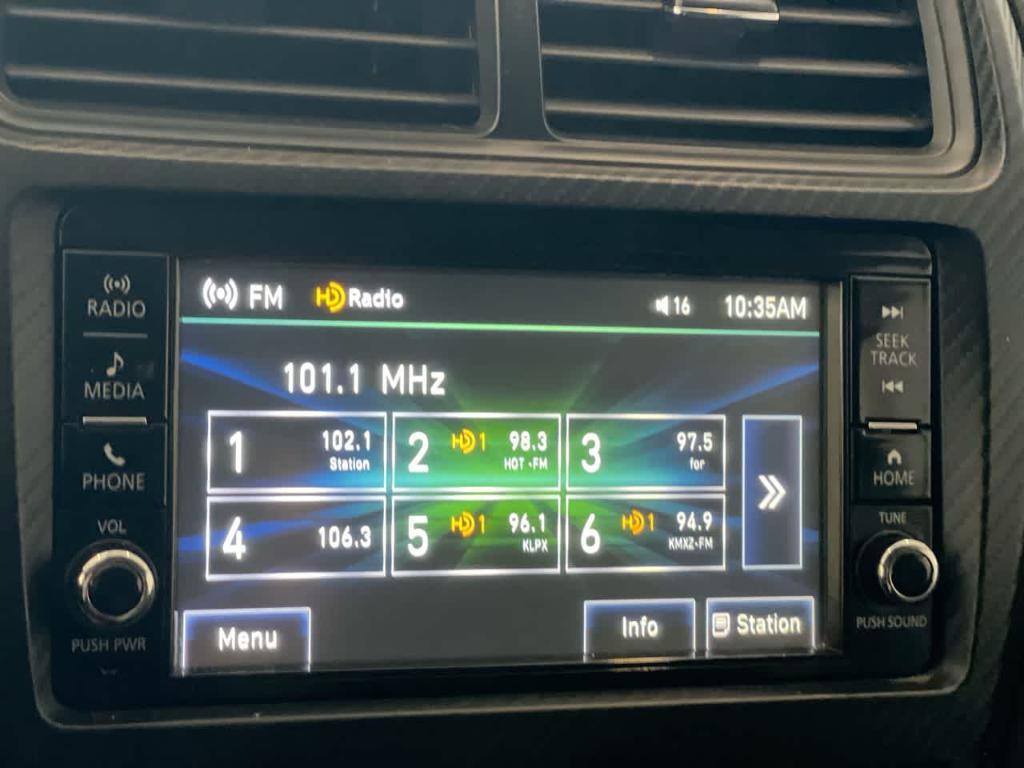 RADIO
MEDIA
PHONE
VOL
PUSH PWR
FM HD Radio 16 10:35AM
101.1 MHz
1 102.1
Station
2 HD1 98.3
HOT-FM
3 97.5
for
4 106.3
5 HD1 96.1
KLPX
6 HD1 94.9
KMXZ-FM
Menu Info Station
SEEK
TRACK
HOME
TUNE
PUSH SOUND